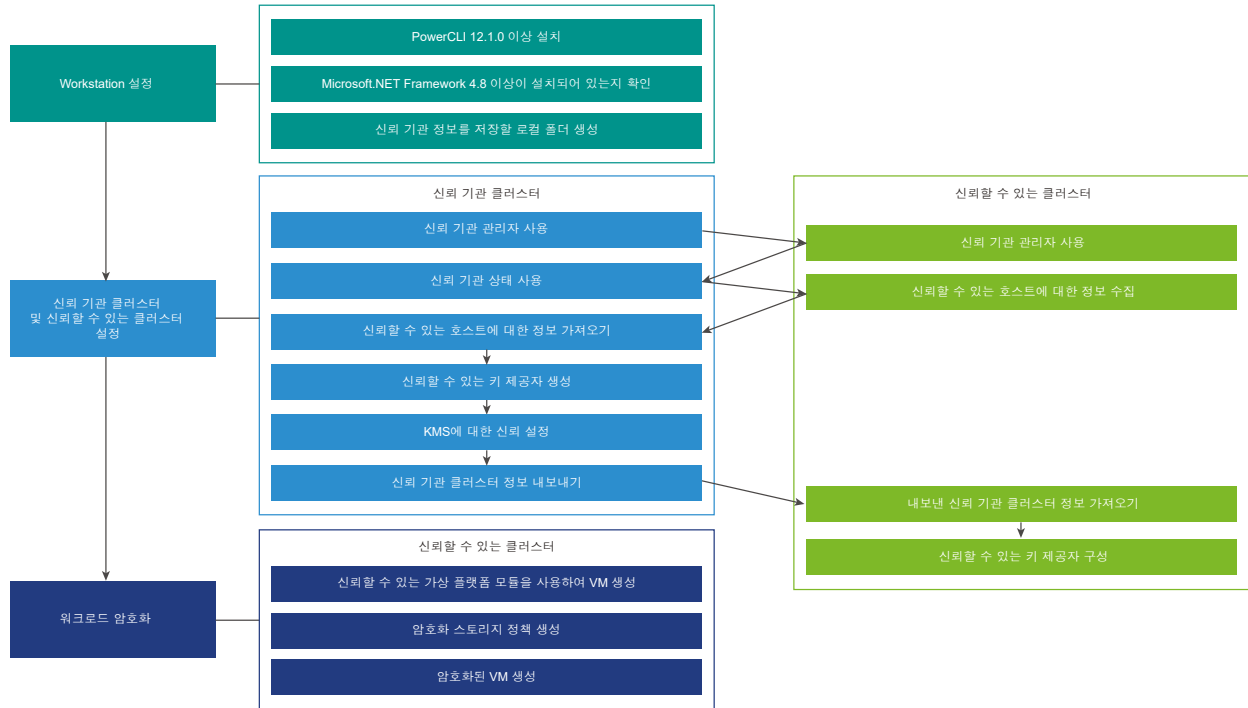 Workstation 설정
PowerCLI 12.1.0 이상 설치
Microsoft.NET Framework 4.8 이상이 설치되어 있는지 확인
신뢰 기관 정보를 저장할 로컬 폴더 생성
신뢰 기관 클러스터
및 신뢰할 수 있는 클러스터
설정
신뢰 기관 클러스터
신뢰 기관 관리자 사용
신뢰 기관 상태 사용
신뢰할 수 있는 호스트에 대한 정보 가져오기
신뢰할 수 있는 키 제공자 생성
KMS에 대한 신뢰 설정
신뢰 기관 클러스터 정보 내보내기
신뢰할 수 있는 클러스터
신뢰 기관 관리자 사용
신뢰할 수 있는 호스트에 대한 정보 수집
내보낸 신뢰 기관 클러스터 정보 가져오기
신뢰할 수 있는 키 제공자 구성
워크로드 암호화
신뢰할 수 있는 클러스터
신뢰할 수 있는 가상 플랫폼 모듈을 사용하여 VM 생성
암호화 스토리지 정책 생성
암호화된 VM 생성